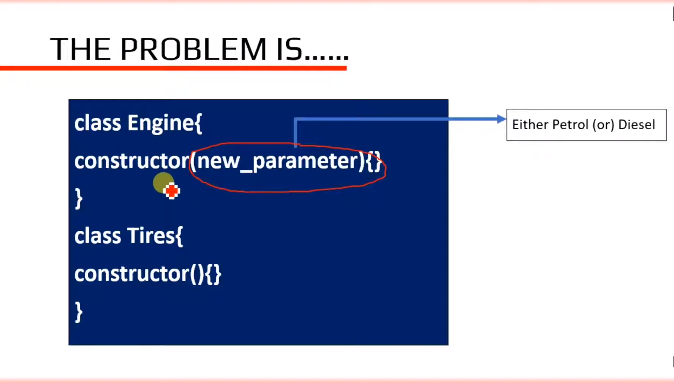 THE PROBLEM IS......
class Engine{
constructor(new_parameter){}
}
class Tires{
constructor(){}
}
Either Petrol (or) Diesel